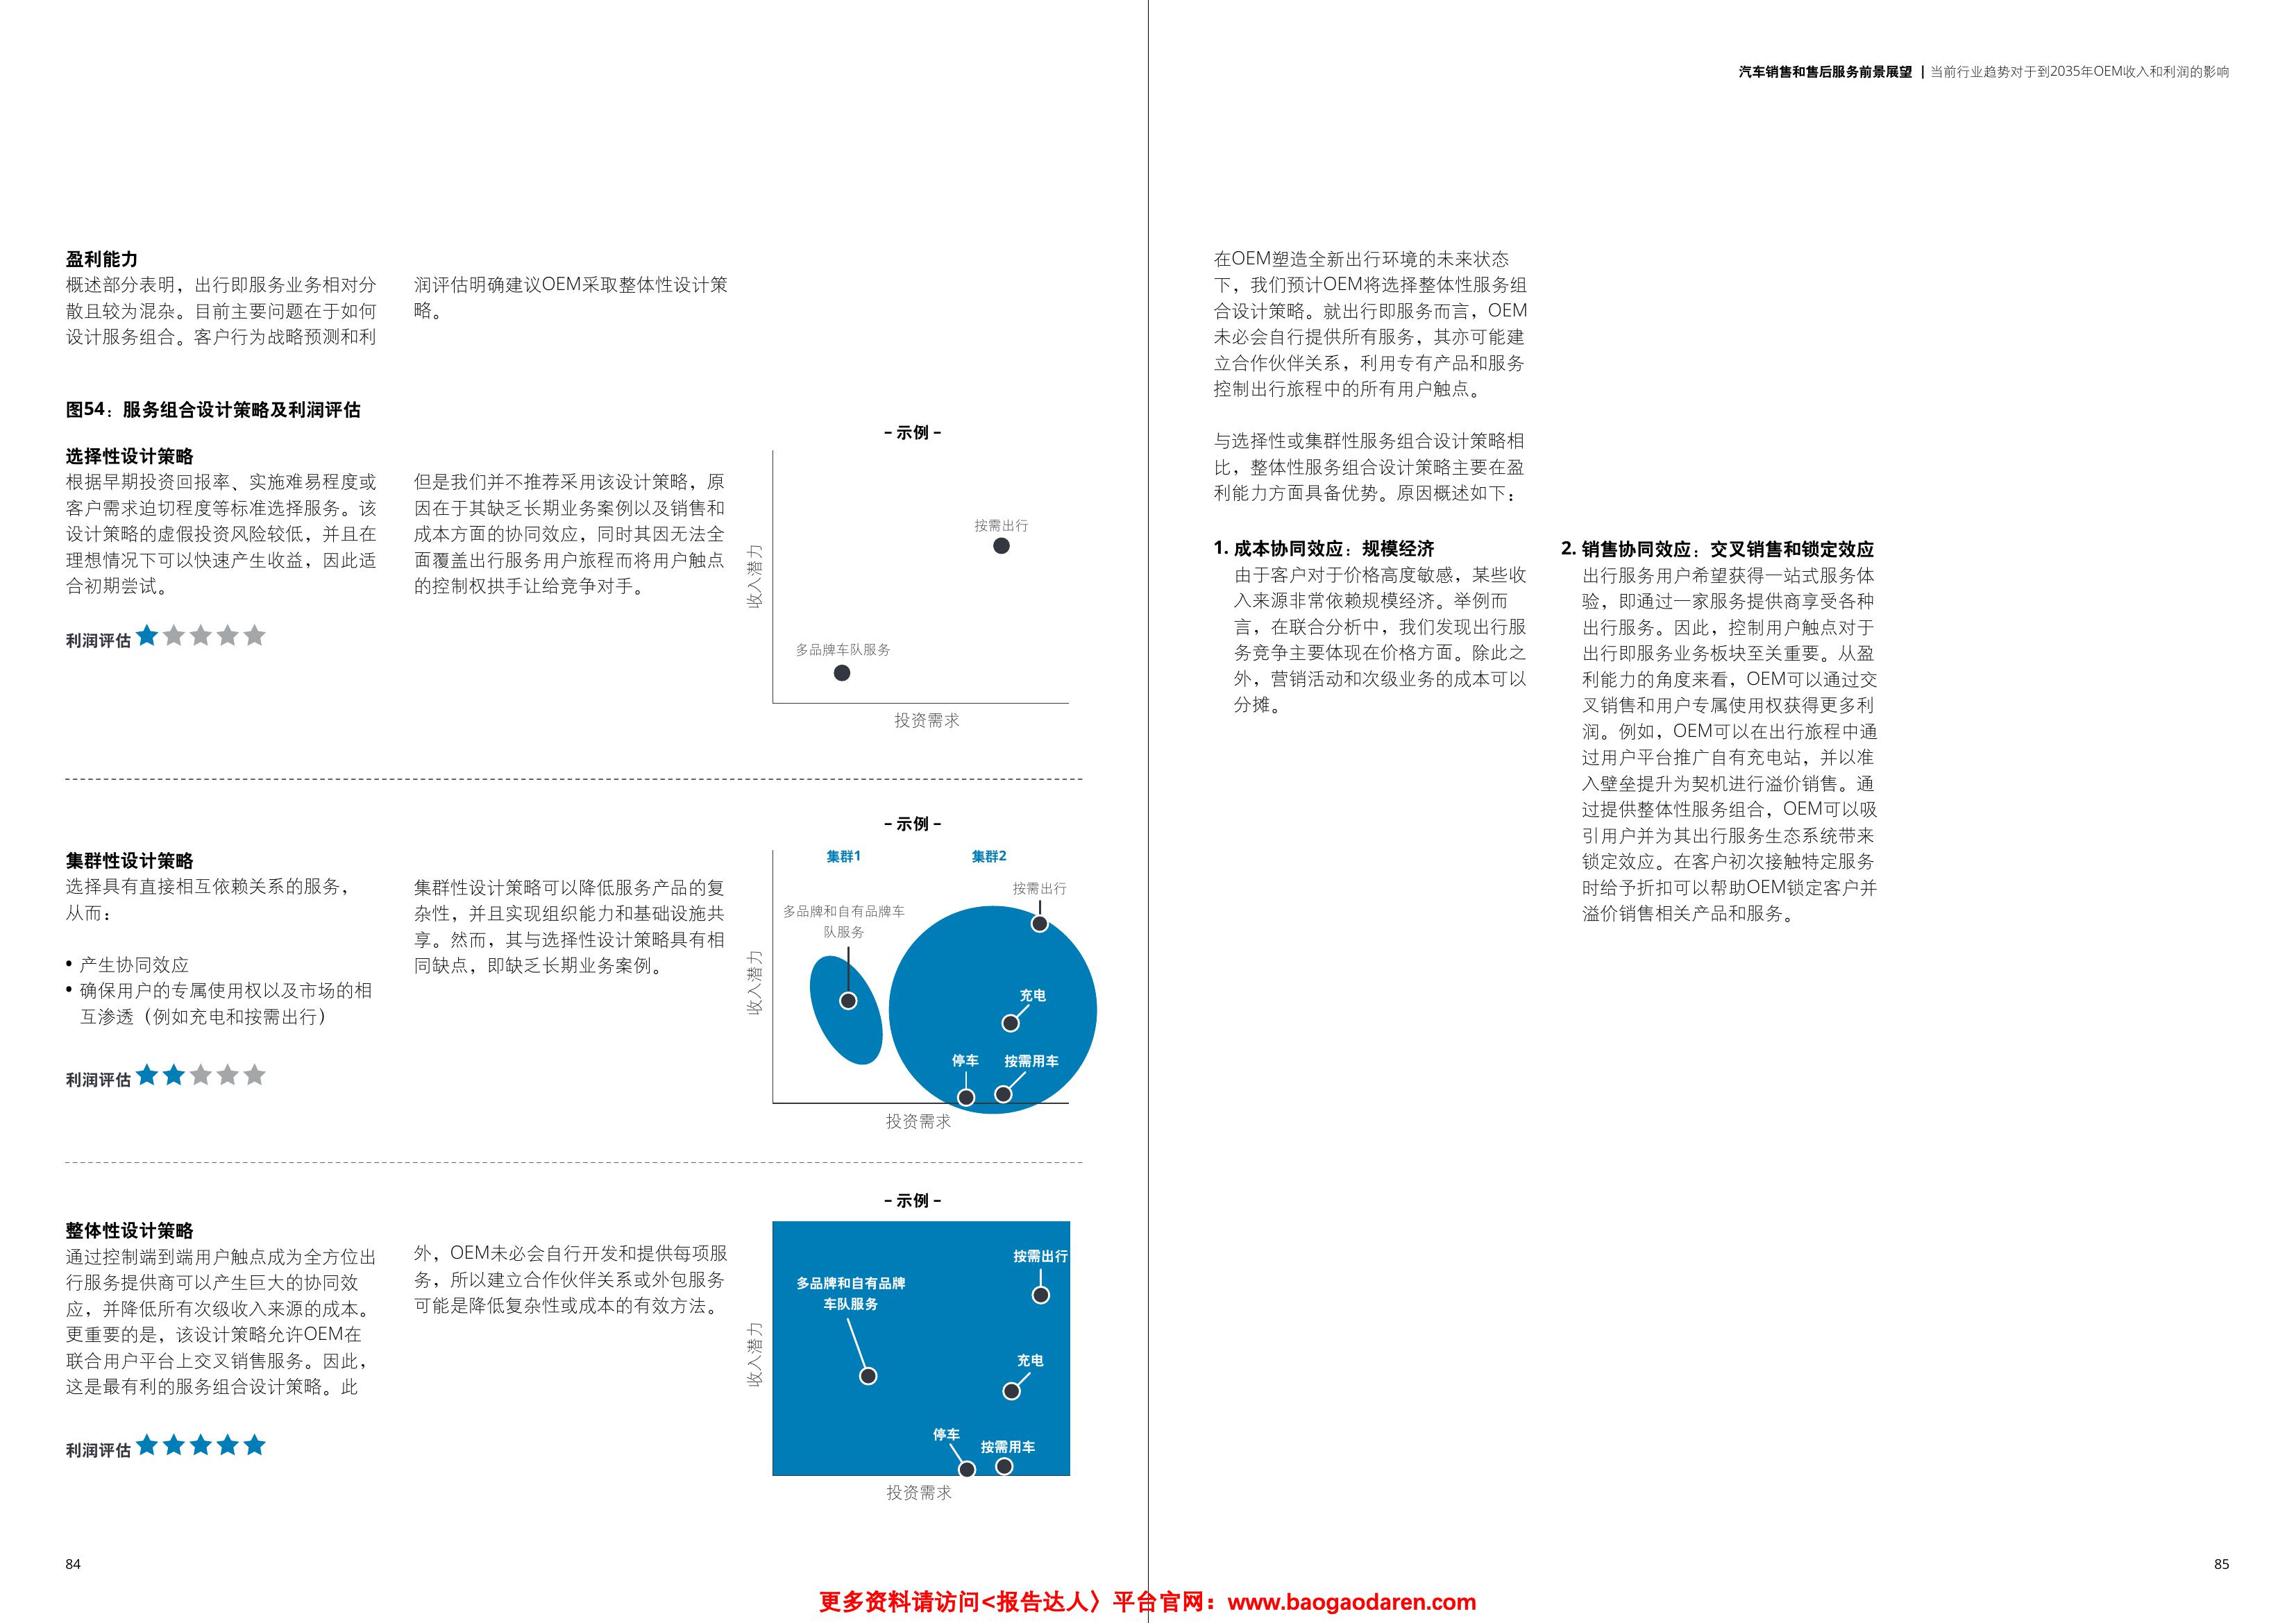 汽车销售和售后服务前景展望 | 当前行业趋势对于到2035年OEM收入和利润的影响
盈利能力
概述部分表明，出行即服务业务相对分
散且较为混杂。目前主要问题在于如何
设计服务组合。客户行为战略预测和利
润评估明确建议OEM采取整体性设计策
略。
图54：服务组合设计策略及利润评估
选择性设计策略
根据早期投资回报率、实施难易程度或
客户需求迫切程度等标准选择服务。该
设计策略的虚假投资风险较低，并且在
理想情况下可以快速产生收益，因此适
合初期尝试。
但是我们并不推荐采用该设计策略，原
因在于其缺乏长期业务案例以及销售和
成本方面的协同效应，同时其因无法全
面覆盖出行服务用户旅程而将用户触点
的控制权拱手让给竞争对手。
利润评估
– 示例 –
收入潜力
按需出行
多品牌车队服务
投资需求
集群性设计策略
选择具有直接相互依赖关系的服务，
从而：
• 产生协同效应
• 确保用户的专属使用权以及市场的相
互渗透（例如充电和按需出行）
集群性设计策略可以降低服务产品的复
杂性，并且实现组织能力和基础设施共
享。然而，其与选择性设计策略具有相
同缺点，即缺乏长期业务案例。
利润评估
– 示例 –
集群1
集群2
按需出行
多品牌和自有品牌车
队服务
收入潜力
充电
停车
按需用车
投资需求
整体性设计策略
通过控制端到端用户触点成为全方位出
行服务提供商可以产生巨大的协同效
应，并降低所有次级收入来源的成本。
更重要的是，该设计策略允许OEM在
联合用户平台上交叉销售服务。因此，
这是最有利的服务组合设计策略。此
外，OEM未必会自行开发和提供每项服
务，所以建立合作伙伴关系或外包服务
可能是降低复杂性或成本的有效方法。
利润评估
– 示例 –
按需出行
多品牌和自有品牌
车队服务
收入潜力
充电
停车
按需用车
投资需求
84
在OEM塑造全新出行环境的未来状态
下，我们预计OEM将选择整体性服务组
合设计策略。就出行即服务而言，OEM
未必会自行提供所有服务，其亦可能建
立合作伙伴关系，利用专有产品和服务
控制出行旅程中的所有用户触点。
与选择性或集群性服务组合设计策略相
比，整体性服务组合设计策略主要在盈
利能力方面具备优势。原因概述如下：
1. 成本协同效应：规模经济
由于客户对于价格高度敏感，某些收
入来源非常依赖规模经济。举例而
言，在联合分析中，我们发现出行服
务竞争主要体现在价格方面。除此之
外，营销活动和次级业务的成本可以
分摊。
2. 销售协同效应：交叉销售和锁定效应
出行服务用户希望获得一站式服务体
验，即通过一家服务提供商享受各种
出行服务。因此，控制用户触点对于
出行即服务业务板块至关重要。从盈
利能力的角度来看，OEM可以通过交
叉销售和用户专属使用权获得更多利
润。例如，OEM可以在出行旅程中通
过用户平台推广自有充电站，并以准
入壁垒提升为契机进行溢价销售。通
过提供整体性服务组合，OEM可以吸
引用户并为其出行服务生态系统带来
锁定效应。在客户初次接触特定服务
时给予折扣可以帮助OEM锁定客户并
溢价销售相关产品和服务。
85
更多资料请访问<报告达人〉平台官网：www.baogaodaren.com